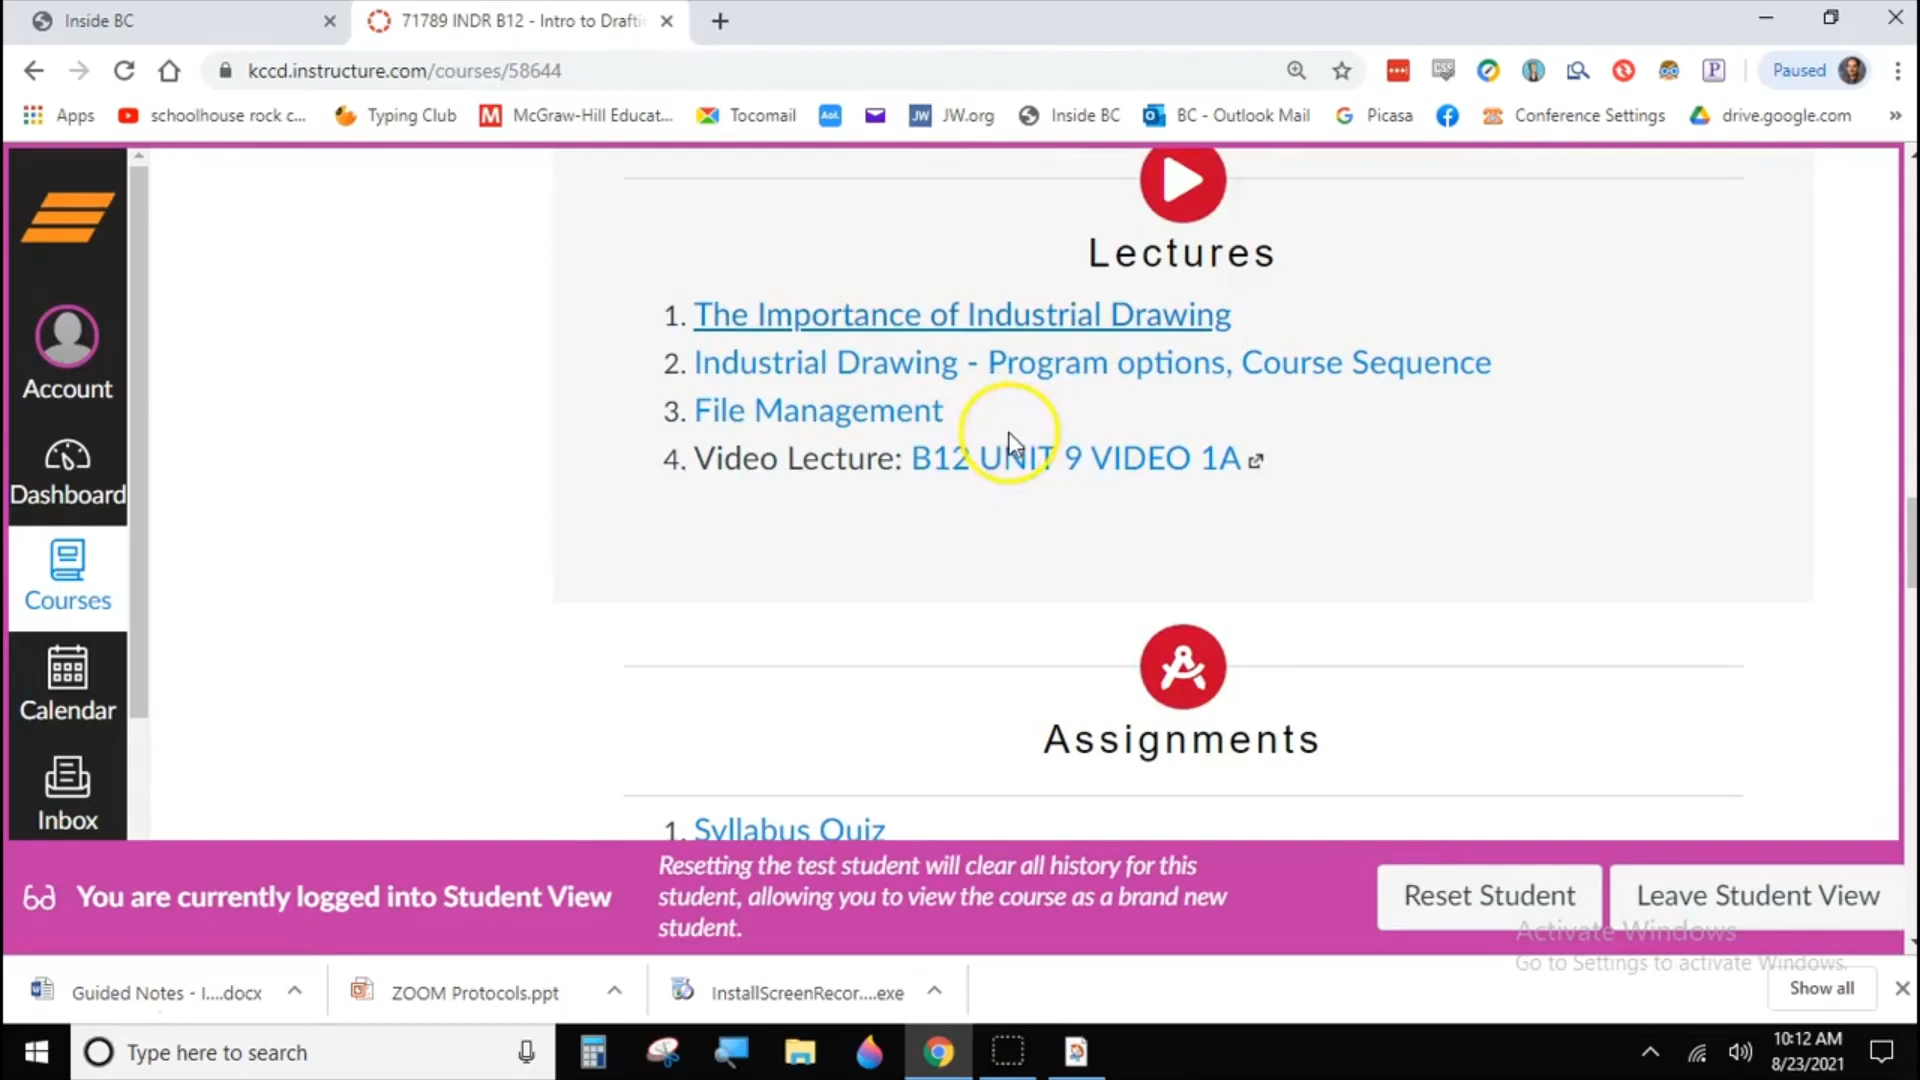 Inside BC
71789 INDR B12 - Intro to Drafti
kccd.instructure.com/courses/58644
Paused
Apps
schoolhouse rock c...
Typing Club
McGraw-Hill Educat...
Tocomail
Aol.
JW
JW.org
Inside BC
BC - Outlook Mail
Picasa
Conference Settings
drive.google.com
»
Lectures
1. The Importance of Industrial Drawing
2. Industrial Drawing - Program options, Course Sequence
3. File Management
4. Video Lecture: B12 UNIT 9 VIDEO 1A
Account
Dashboard
Courses
Calendar
Inbox
Assignments
1. Syllabus Quiz
You are currently logged into Student View
Resetting the test student will clear all history for this
student, allowing you to view the course as a brand new
student.
Reset Student
Leave Student View
Activate Windows
Go to Settings to activate Windows.
Guided Notes - I....docx
ZOOM Protocols.ppt
InstallScreenRecor....exe
Show all
Type here to search
10:12 AM
8/23/2021